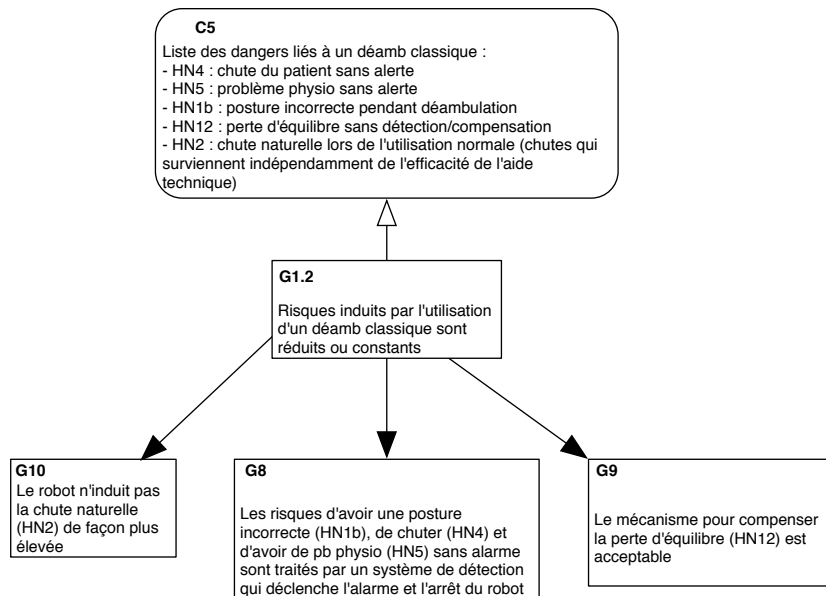 C5
Liste des dangers liés à un déamb classique :
- HN4 : chute du patient sans alerte
- HN5 : problème physio sans alerte
- HN1b : posture incorrecte pendant déambulation
- HN12 : perte d'équilibre sans détection/compensation
- HN2 : chute naturelle lors de l'utilisation normale (chutes qui
surviennent indépendamment de l'efficacité de l'aide
technique)
G1.2
Risques induits par l'utilisation
d'un déamb classique sont
réduits ou constants
G10
Le robot n'induit pas
la chute naturelle
(HN2) de façon plus
élevée
G8
Les risques d'avoir une posture
incorrecte (HN1b), de chuter (HN4) et
d'avoir de pb physio (HN5) sans alarme
sont traités par un système de détection
qui déclenche l'alarme et l'arrêt du robot
G9
Le mécanisme pour compenser
la perte d'équilibre (HN12) est
acceptable